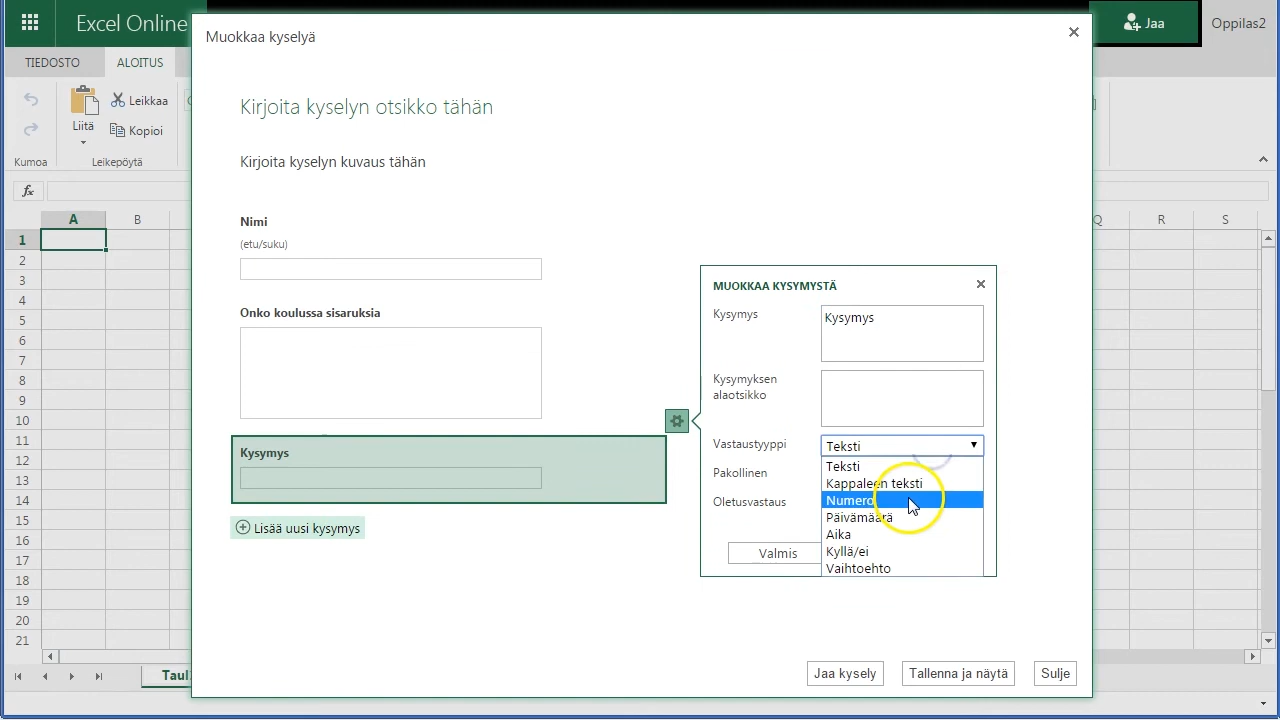 Excel Online
Muokkaa kyselyä
Jaa
Oppilas2
TIEDOSTO
ALOITUS
Leikkaa
Liitä
Kopioi
Kumoa
Leikepöytä
fx
A B Q R S
1
2
3
4
5
6
7
8
9
10
11
12
13
14
15
16
17
18
19
20
21
Kirjoita kyselyn otsikko tähän
Kirjoita kyselyn kuvaus tähän
Nimi
(etu/suku)
Onko koulussa sisaruksia
Kysymys
Lisää uusi kysymys
MUOKKAA KYSYMYSTÄ
Kysymys
Kysymys
Kysymyksen
alaotsikko
Vastaustyyppi
Teksti
Pakollinen
Oletusvastaus
Teksti
Kappaleen teksti
Numero
Päivämäärä
Aika
Kyllä/ei
Vaihtoehto
Valmis
Jaa kysely
Tallenna ja näytä
Sulje